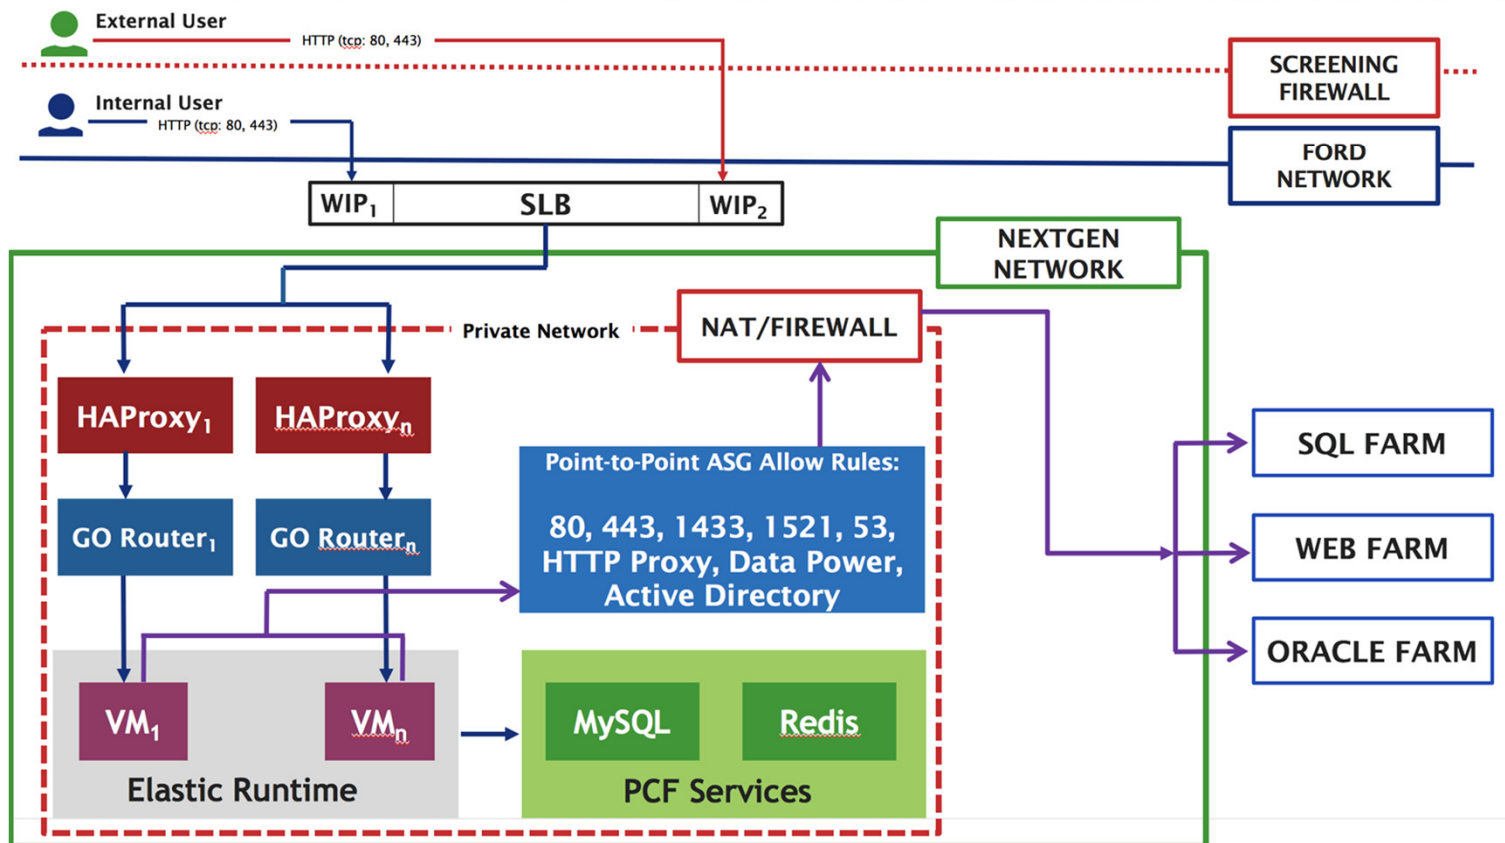 External User
HTTP (tcp: 80, 443)
SCREENING
FIREWALL
Internal User
HTTP (tcp: 80, 443)
FORD
NETWORK
WIP1
SLB
WIP2
NEXTGEN
NETWORK
Private Network
NAT/FIREWALL
HAProxy1
HAProxyn
Point-to-Point ASG Allow Rules:
80, 443, 1433, 1521, 53,
HTTP Proxy, Data Power,
Active Directory
SQL FARM
GO Router1
GO Routern
WEB FARM
ORACLE FARM
VM1
VMn
MySQL
Redis
Elastic Runtime
PCF Services